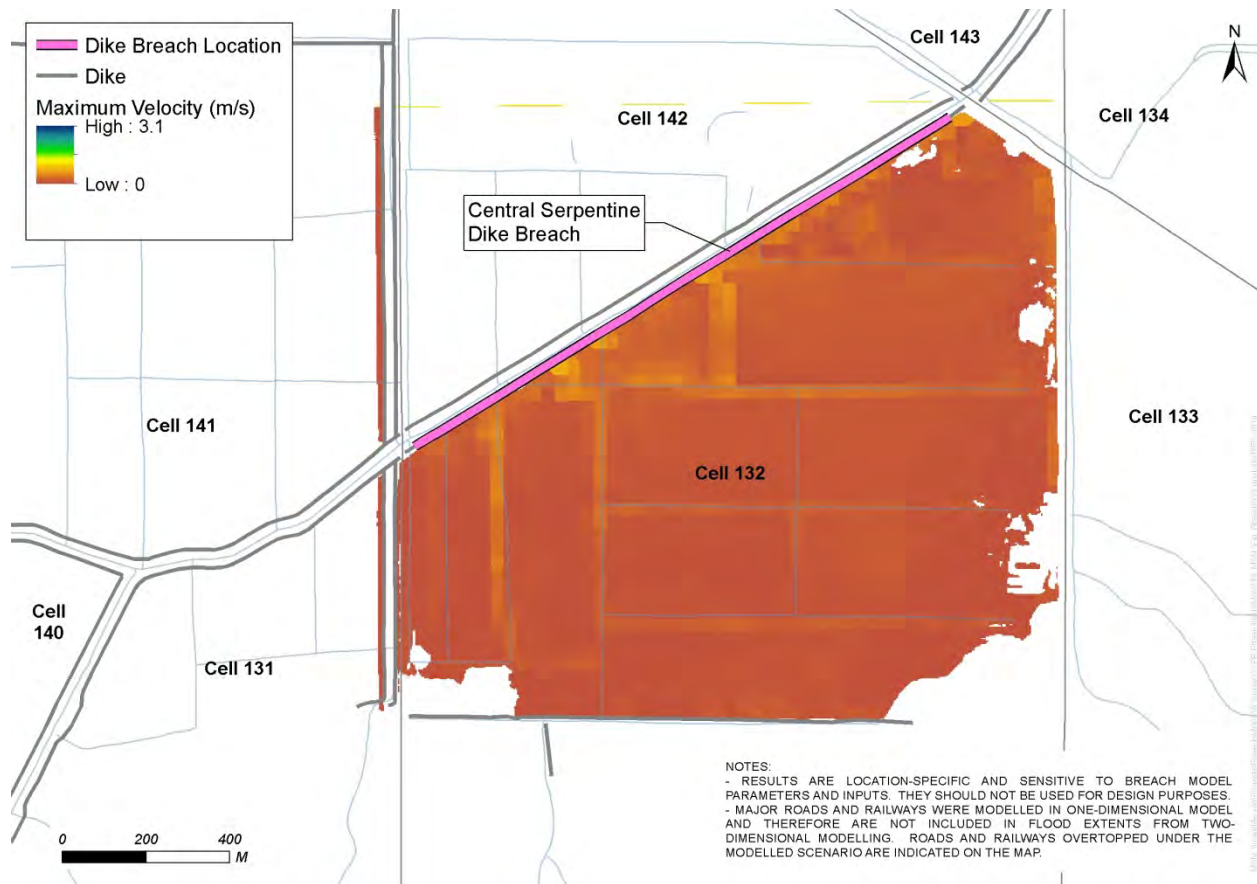 Dike Breach Location
Dike
Maximum Velocity (m/s)
High : 3.1
Low : 0
N
Cell 143
Cell 142
Cell 134
Central Serpentine
Dike Breach
Cell 141
Cell 133
Cell 132
Cell
140
Cell 131
NOTES:
- RESULTS ARE LOCATION-SPECIFIC AND SENSITIVE TO BREACH MODEL
PARAMETERS AND INPUTS. THEY SHOULD NOT BE USED FOR DESIGN PURPOSES.
- MAJOR ROADS AND RAILWAYS WERE MODELLED IN ONE-DIMENSIONAL MODEL
AND THEREFORE ARE NOT INCLUDED IN FLOOD EXTENTS FROM TWO-
DIMENSIONAL MODELLING. ROADS AND RAILWAYS OVERTOPPED UNDER THE
MODELLED SCENARIO ARE INDICATED ON THE MAP.
0 200 400
M